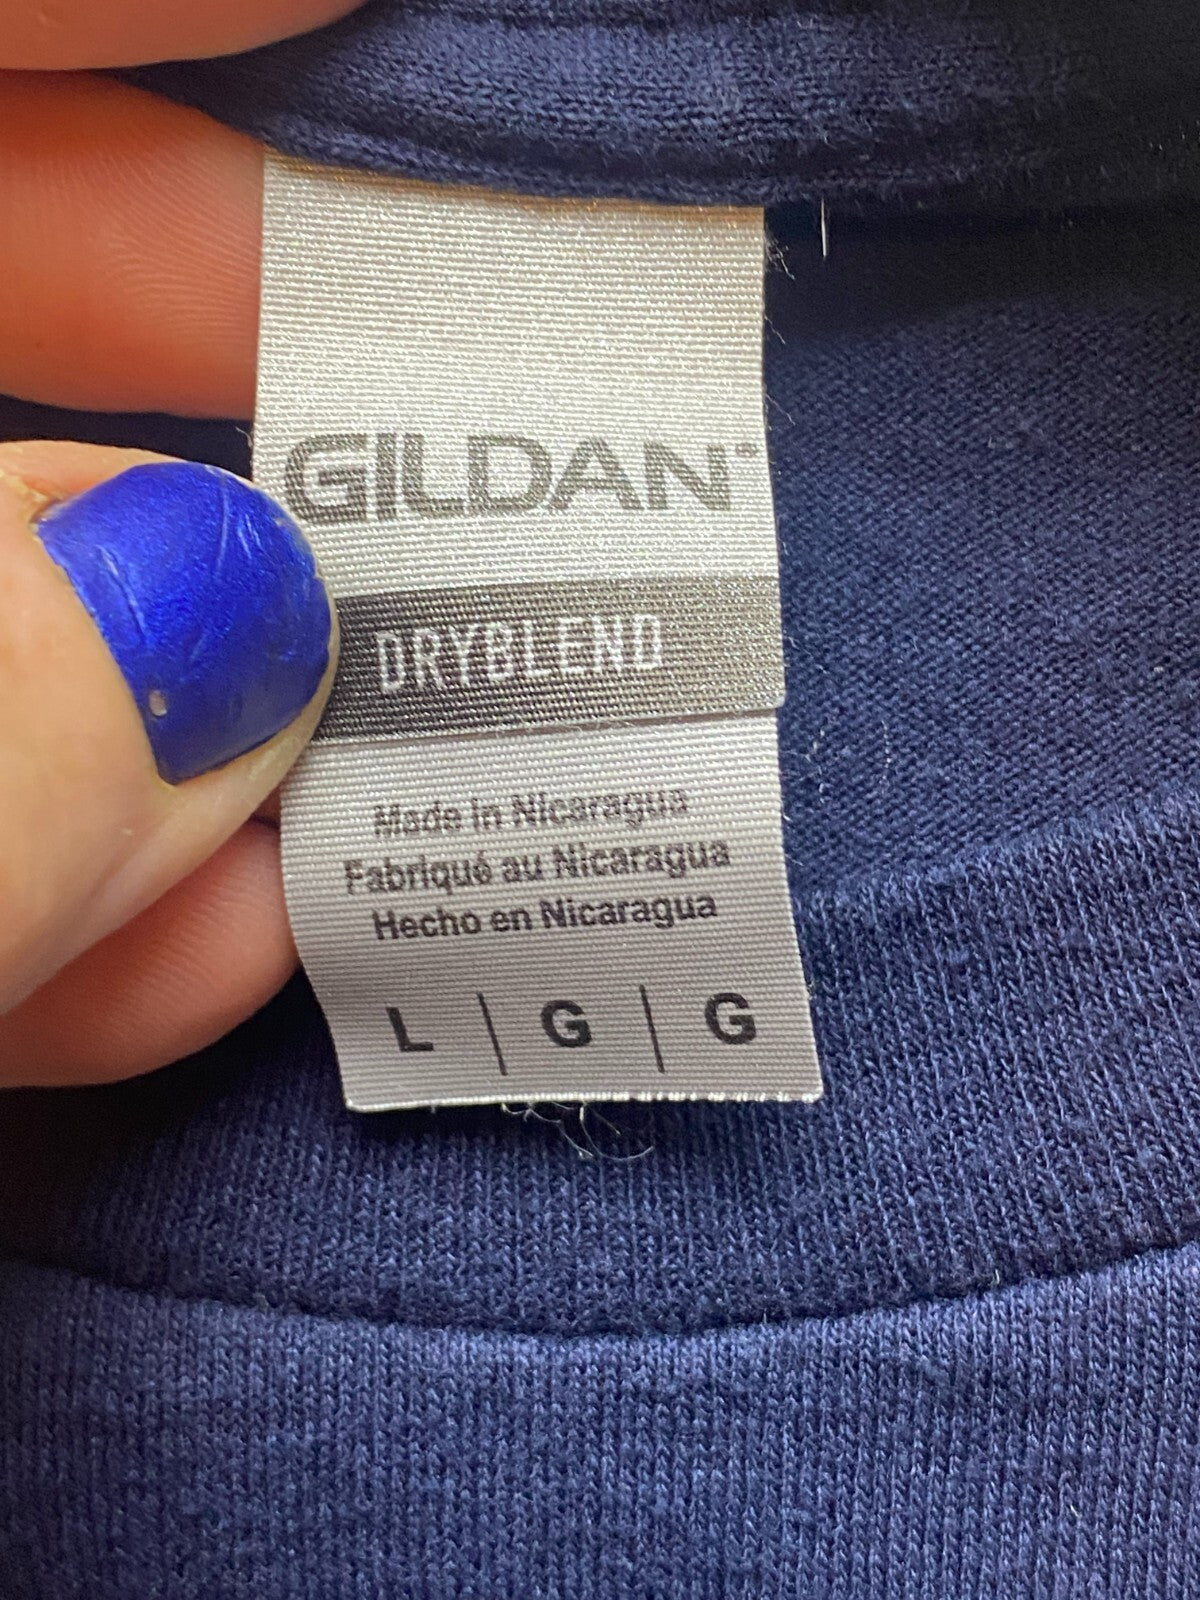 GILDAN®
DRYBLEND
Made in Nicaragua
Fabriqué au Nicaragua
Hecho en Nicaragua
L | G | G